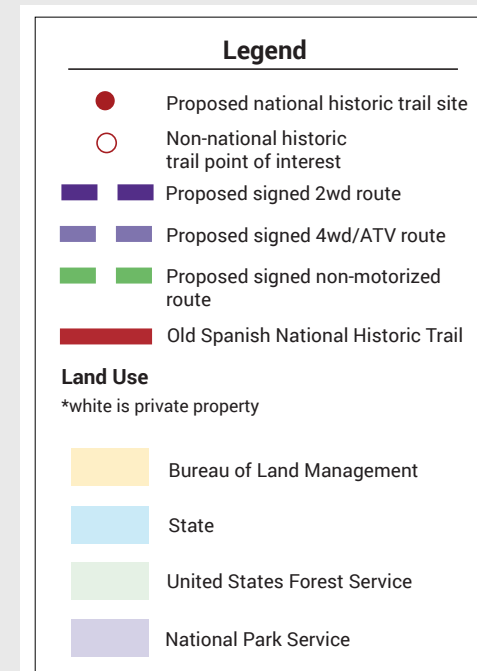 Legend
Proposed national historic trail site
Non-national historic
trail point of interest
Proposed signed 2wd route
Proposed signed 4wd/ATV route
Proposed signed non-motorized
route
Old Spanish National Historic Trail
Land Use
*white is private property
Bureau of Land Management
State
United States Forest Service
National Park Service